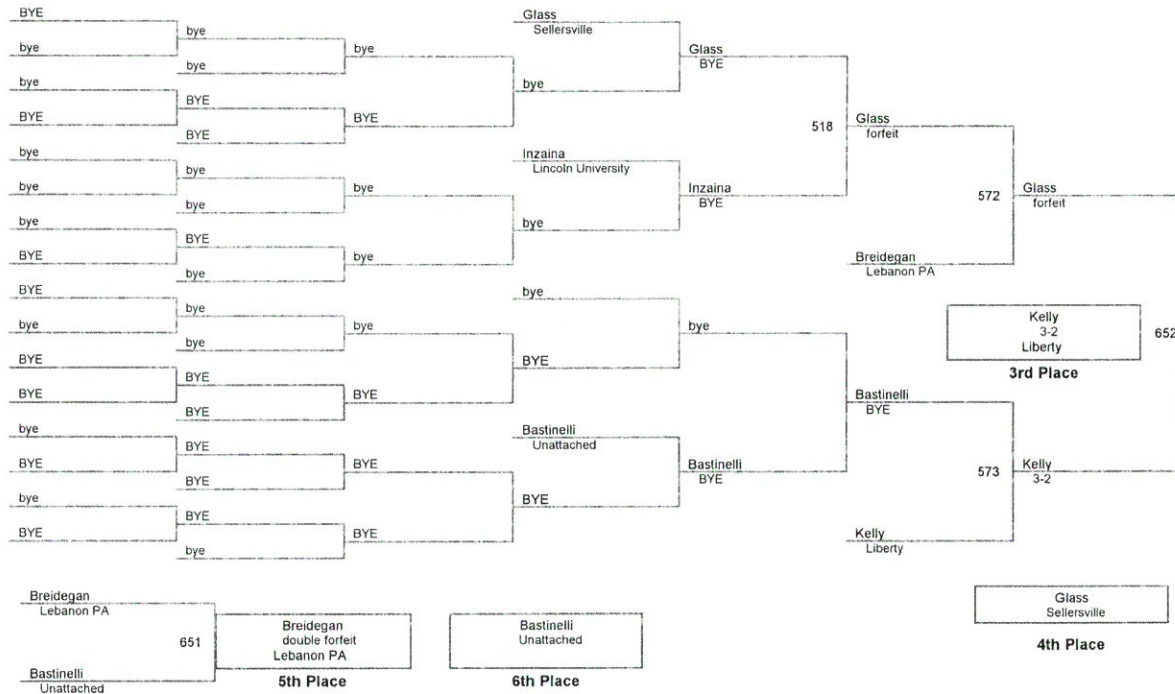 BYE
bye
bye
BYE
bye
bye
bye
BYE
BYE
bye
BYE
BYE
bye
BYE
bye
BYE
bye
bye
BYE
BYE
bye
bye
BYE
bye
bye
bye
BYE
BYE
BYE
BYE
BYE
bye
bye
BYE
bye
bye
bye
BYE
BYE
BYE
Glass
Sellersville
bye
Inzaina
Lincoln University
bye
bye
BYE
Bastinelli
Unattached
BYE
Glass
BYE
Inzaina
BYE
bye
Bastinelli
BYE
518
Glass
forfeit
Breidegan
Lebanon PA
Bastinelli
BYE
Kelly
Liberty
572
Glass
forfeit
573
Kelly
3-2
Kelly
3-2
Liberty
652
3rd Place
Glass
Sellersville
4th Place
Breidegan
Lebanon PA
651
Bastinelli
Unattached
Breidegan
double forfeit
Lebanon PA
5th Place
Bastinelli
Unattached
6th Place